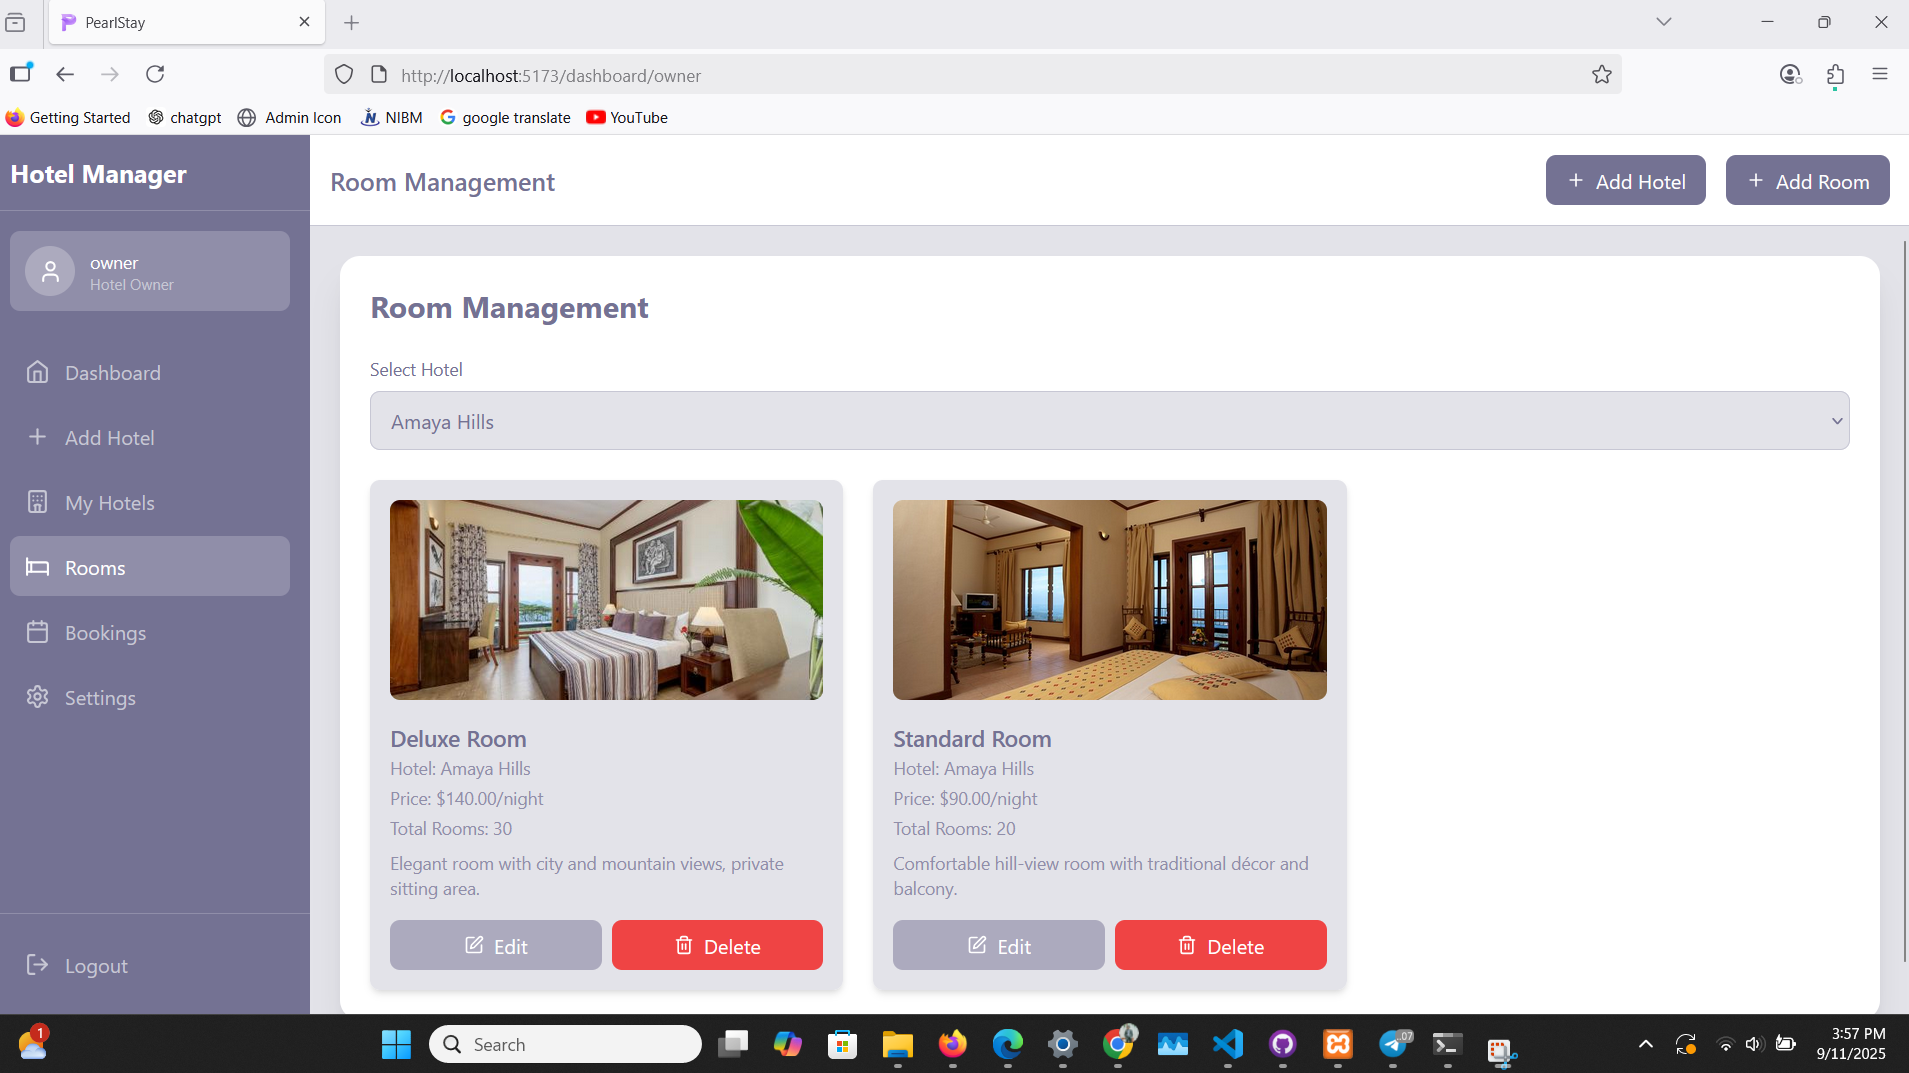 PearlStay
http://localhost:5173/dashboard/owner
Getting Started
chatgpt
Admin Icon
NIBM
google translate
YouTube
Hotel Manager
owner
Hotel Owner
Dashboard
Add Hotel
My Hotels
Rooms
Bookings
Settings
Logout
Room Management
Add Hotel
Add Room
Room Management
Select Hotel
Amaya Hills
Deluxe Room
Hotel: Amaya Hills
Price: $140.00/night
Total Rooms: 30
Elegant room with city and mountain views, private
sitting area.
Edit
Delete
Standard Room
Hotel: Amaya Hills
Price: $90.00/night
Total Rooms: 20
Comfortable hill-view room with traditional décor and
balcony.
Edit
Delete
1
Search
3:57 PM
9/11/2025